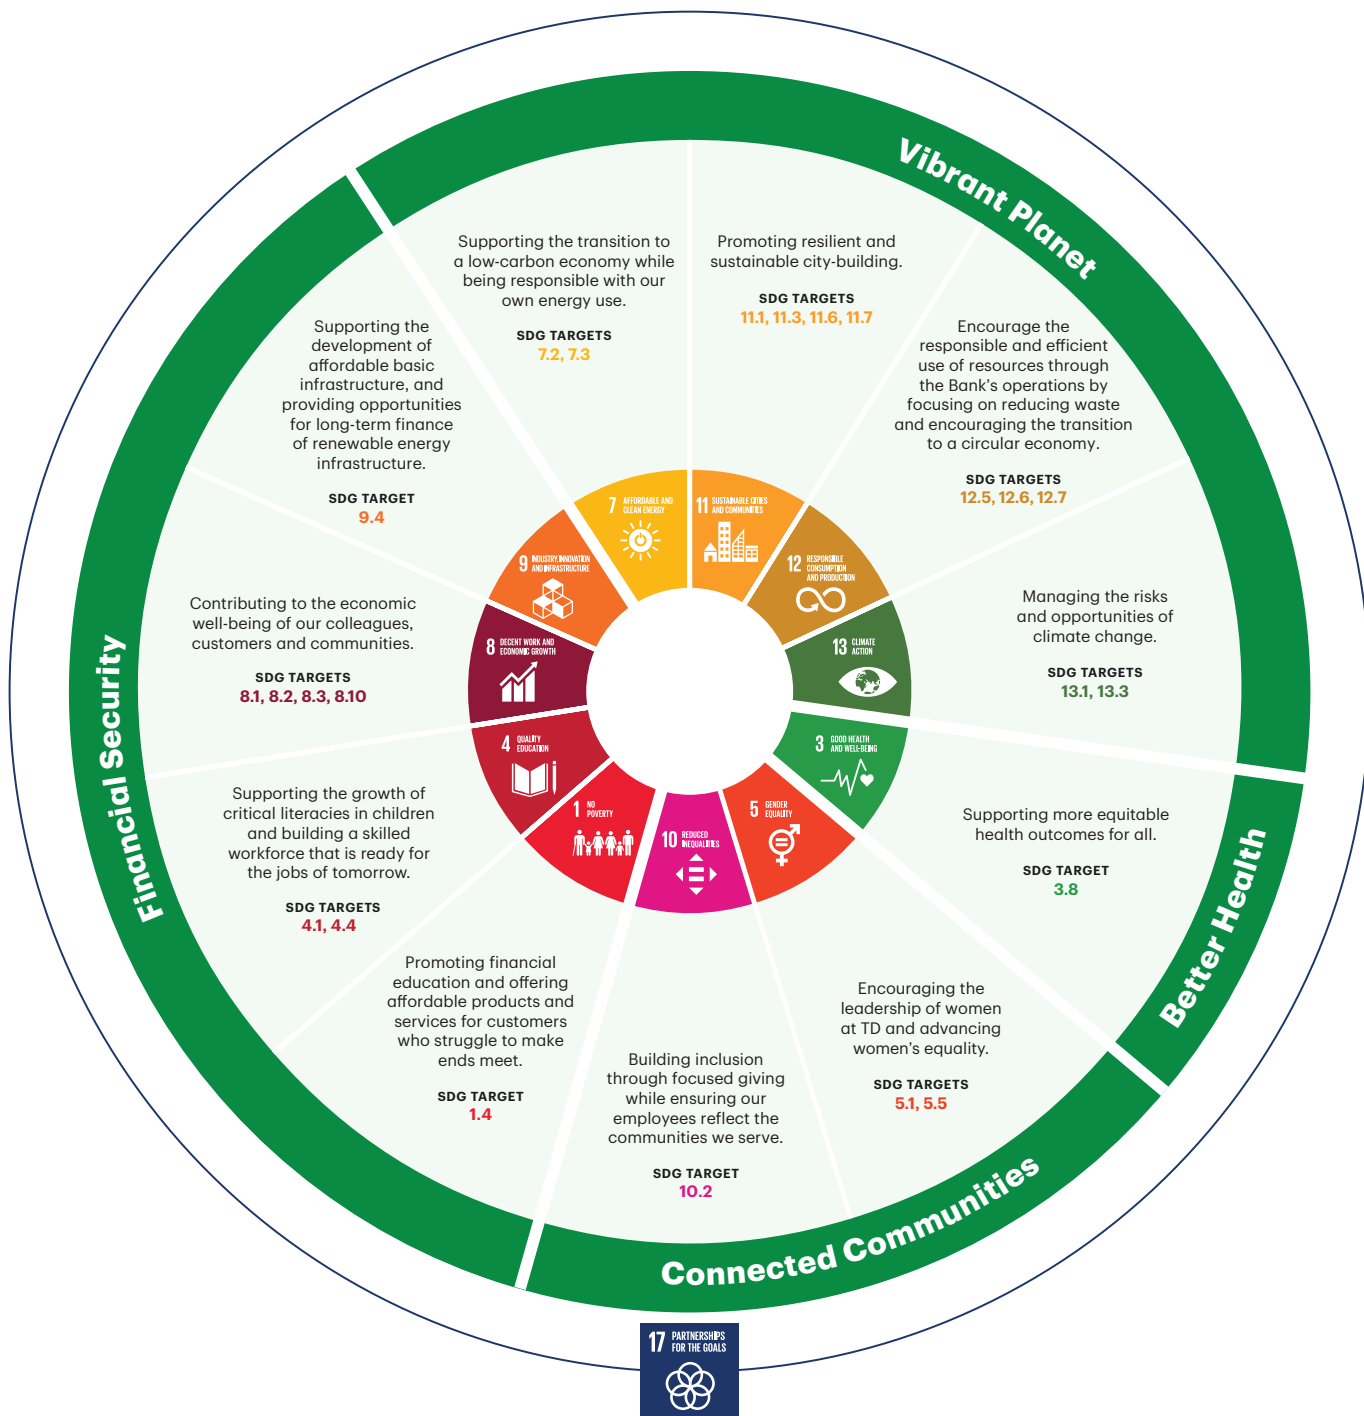 Vibrant Planet
Supporting the transition to
a low-carbon economy while
being responsible with our
own energy use.
SDG TARGETS
7.2, 7.3
Promoting resilient and
sustainable city-building.
SDG TARGETS
11.1, 11.3, 11.6, 11.7
Encourage the
responsible and efficient
use of resources through
the Bank's operations by
focusing on reducing waste
and encouraging the transition
to a circular economy.
SDG TARGETS
12.5, 12.6, 12.7
Managing the risks
and opportunities of
climate change.
SDG TARGETS
13.1, 13.3
Better Health
Supporting more equitable
health outcomes for all.
SDG TARGET
3.8
Connected Communities
Encouraging the
leadership of women
at TD and advancing
women's equality.
SDG TARGETS
5.1, 5.5
Building inclusion
through focused giving
while ensuring our
employees reflect the
communities we serve.
SDG TARGET
10.2
Financial Security
Promoting financial
education and offering
affordable products and
services for customers
who struggle to make
ends meet.
SDG TARGET
1.4
Supporting the growth of
critical literacies in children
and building a skilled
workforce that is ready for
the jobs of tomorrow.
SDG TARGETS
4.1, 4.4
Contributing to the economic
well-being of our colleagues,
customers and communities.
SDG TARGETS
8.1, 8.2, 8.3, 8.10
Supporting the
development of
affordable basic
infrastructure, and
providing opportunities
for long-term finance
of renewable energy
infrastructure.
SDG TARGET
9.4
7 AFFORDABLE AND
CLEAN ENERGY
11 SUSTAINABLE CITIES
AND COMMUNITIES
12 RESPONSIBLE
CONSUMPTION
AND PRODUCTION
13 CLIMATE
ACTION
3 GOOD HEALTH
AND WELL-BEING
5 GENDER
EQUALITY
10 REDUCED
INEQUALITIES
1 NO
POVERTY
4 QUALITY
EDUCATION
8 DECENT WORK AND
ECONOMIC GROWTH
9 INDUSTRY, INNOVATION
AND INFRASTRUCTURE
17 PARTNERSHIPS
FOR THE GOALS